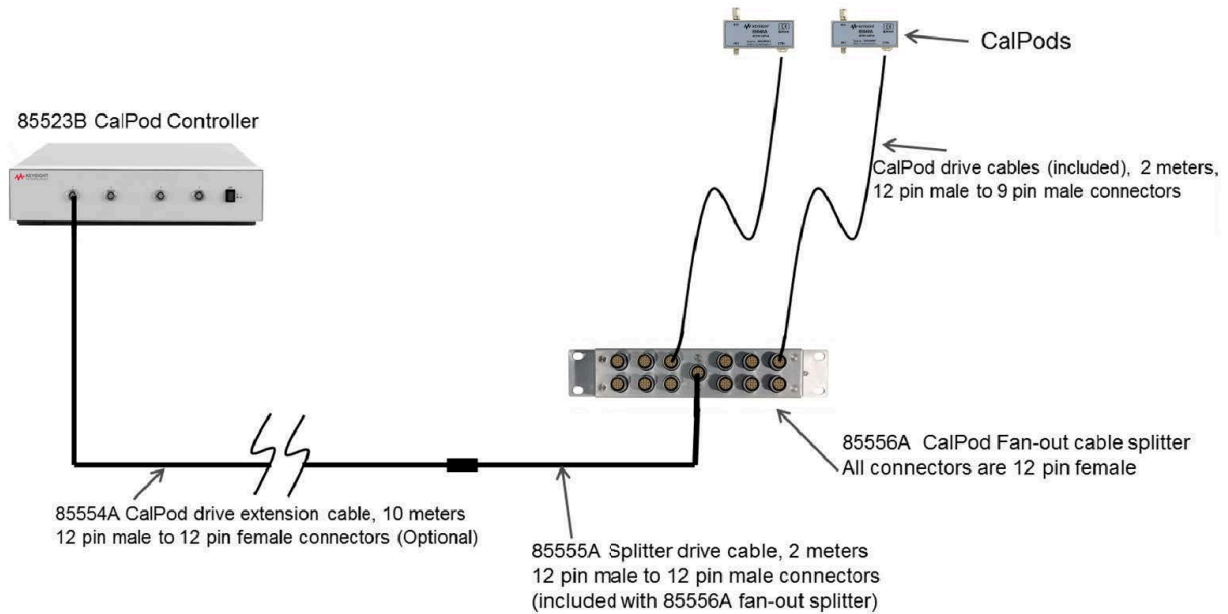 CalPods
85523B CalPod Controller
KEYSIGHT
CalPod drive cables (included), 2 meters,
12 pin male to 9 pin male connectors
85556A CalPod Fan-out cable splitter
All connectors are 12 pin female
85554A CalPod drive extension cable, 10 meters
12 pin male to 12 pin female connectors (Optional)
85555A Splitter drive cable, 2 meters
12 pin male to 12 pin male connectors
(included with 85556A fan-out splitter)